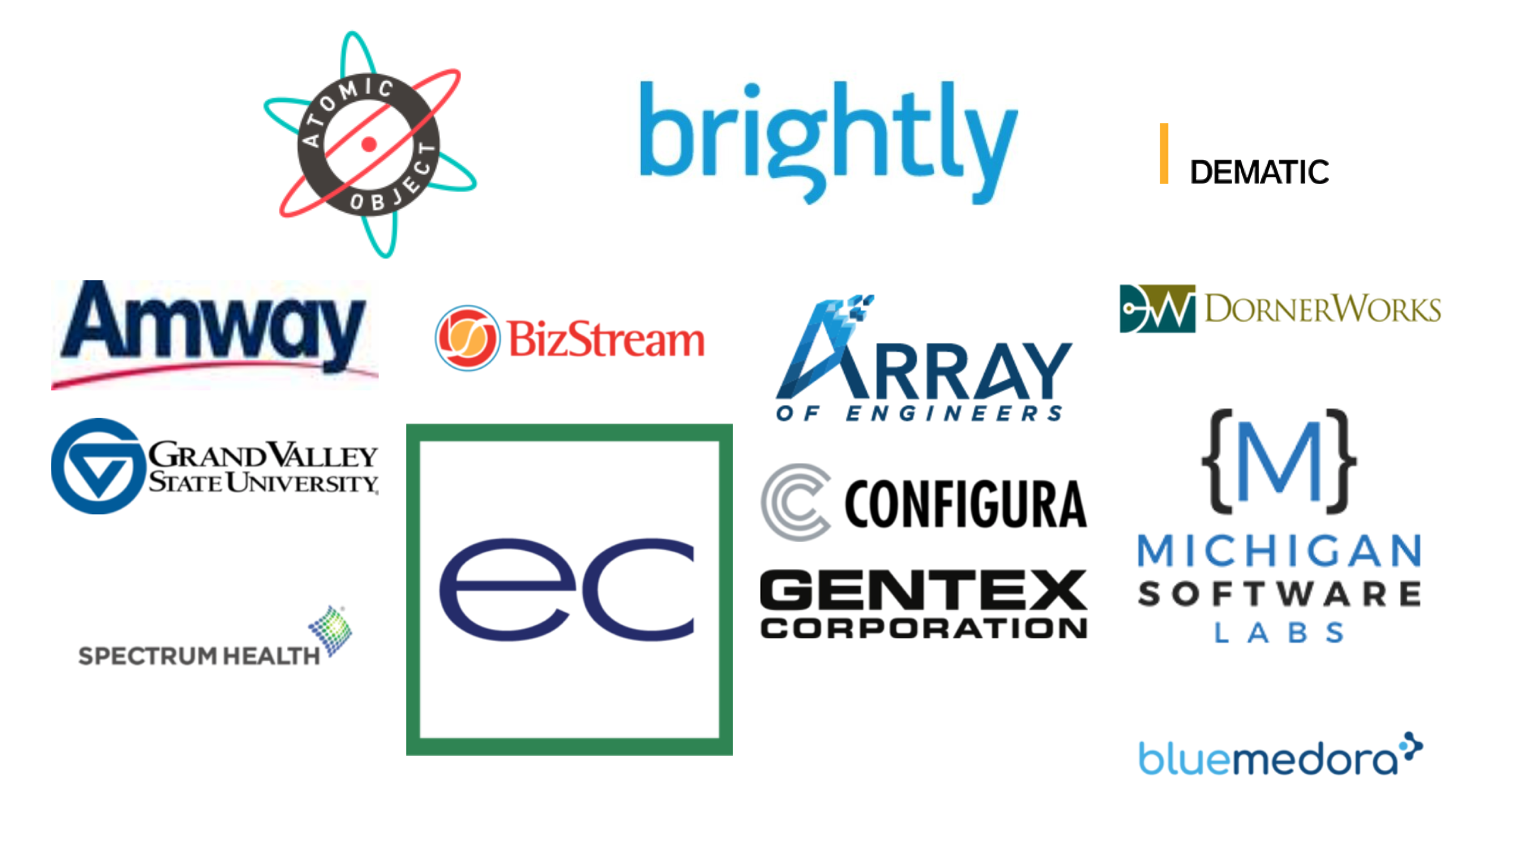 ATOMIC
OBJECT
brightly
DEMATIC
Amway
BizStream
ARRAY
OF ENGINEERS
DW DORNERWORKS
GRAND VALLEY
STATE UNIVERSITY
ec
CONFIGURA
GENTEX
CORPORATION
{M}
MICHIGAN
SOFTWARE
LABS
SPECTRUM HEALTH
bluemedora